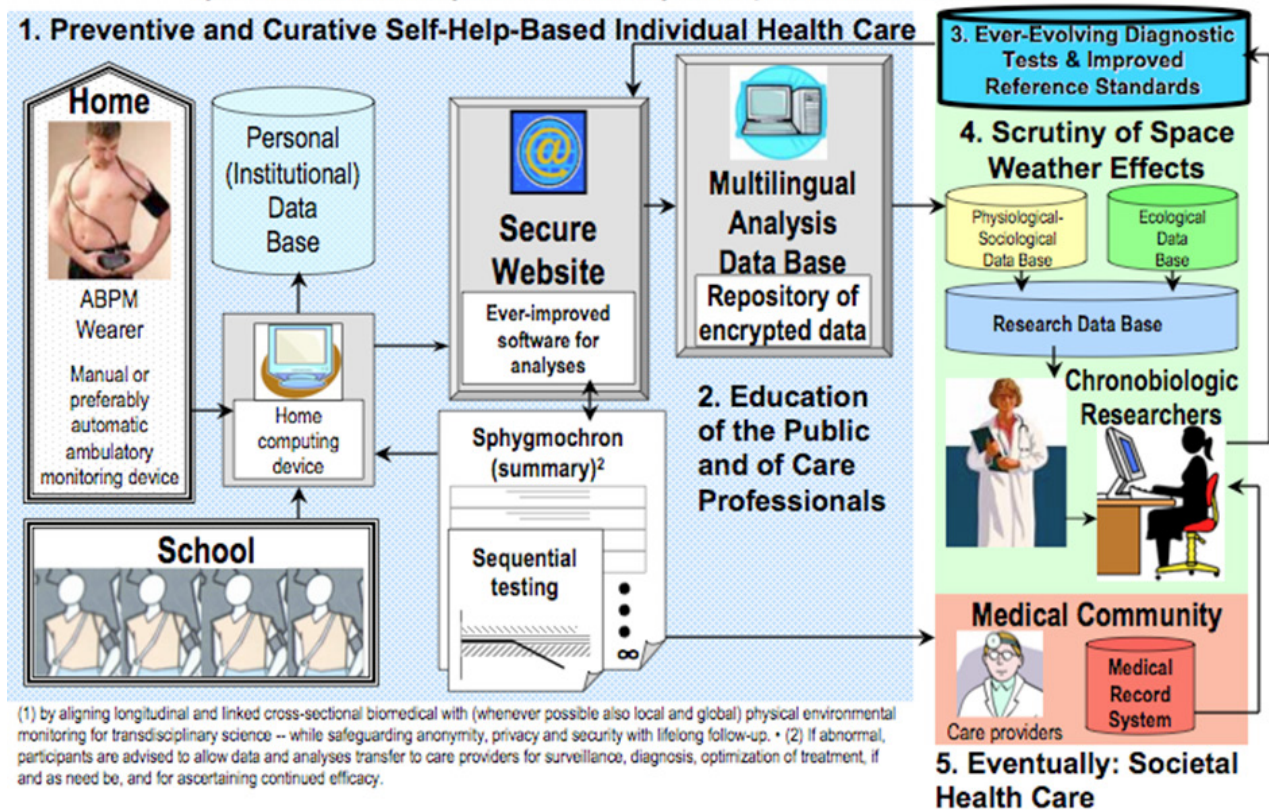 1. Preventive and Curative Self-Help-Based Individual Health Care
Home
ABPM
Wearer
Manual or
preferably
automatic
ambulatory
monitoring device
Personal
(Institutional)
Data
Base
Home
computing
device
School
@
Secure
Website
Ever-improved
software for
analyses
Sphygmochron
(summary)²
Sequential
testing
∞
Multilingual
Analysis
Data Base
Repository of
encrypted data
2. Education
of the Public
and of Care
Professionals
3. Ever-Evolving Diagnostic
Tests & Improved
Reference Standards
4. Scrutiny of Space
Weather Effects
Physiological-
Sociological
Data Base
Ecological
Data
Base
Research Data Base
Chronobiologic
Researchers
Medical Community
Care providers
Medical
Record
System
5. Eventually: Societal
Health Care
(1) by aligning longitudinal and linked cross-sectional biomedical with (whenever possible also local and global) physical environmental
monitoring for transdisciplinary science -- while safeguarding anonymity, privacy and security with lifelong follow-up. • (2) If abnormal,
participants are advised to allow data and analyses transfer to care providers for surveillance, diagnosis, optimization of treatment, if
and as need be, and for ascertaining continued efficacy.